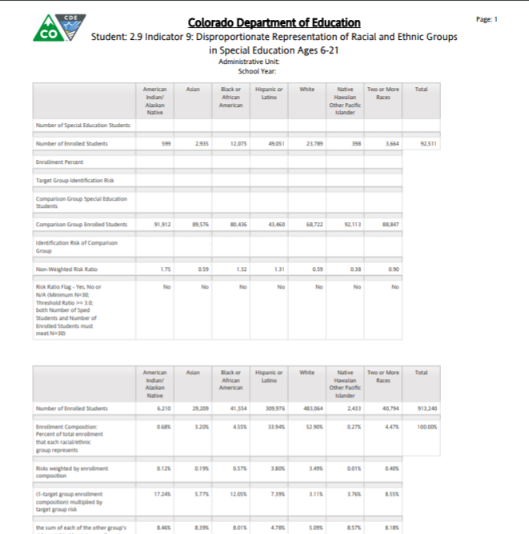 CDE
CO
Colorado Department of Education
Page: 1
Student: 2.9 Indicator 9: Disproportionate Representation of Racial and Ethnic Groups
in Special Education Ages 6-21
Administrative Unit:
School Year:
American Indian/ Alaskan Native Asian Black or African American Hispanic or Latino White Native Hawaiian Other Pacific Islander Two or More Races Total
Number of Special Education Students
Number of Enrolled Students 599 2,935 12,075 49,051 23,789 398 3,664 92,511
Enrollment Percent
Target Group Identification Risk
Comparison Group Special Education
Students
Comparison Group Enrolled Students 91,912 89,576 80,436 43,460 68,722 92,113 88,847
Identification Risk of Comparison
Group
Non-Weighted Risk Ratio 1.75 0.59 1.32 1.31 0.59 0.38 0.90
Risk Ratio Flag - Yes, No or No No No No No No No
N/A (Minimum N=30;
Threshold Ratio >= 3.0;
both Number of Sped
Students and Number of
Enrolled Students must
meet N=30)
American Indian/ Alaskan Native Asian Black or African American Hispanic or Latino White Native Hawaiian Other Pacific Islander Two or More Races Total
Number of Enrolled Students 6,210 29,209 41,554 309,976 483,064 2,433 40,794 913,240
Enrollment Composition: 0.68% 3.20% 4.55% 33.94% 52.90% 0.27% 4.47% 100.00%
Percent of total enrollment
that each racial/ethnic
group represents
Risks weighted by enrollment 0.12% 0.19% 0.57% 3.80% 3.49% 0.01% 0.40%
composition
(1-target group enrollment 17.24% 5.77% 12.05% 7.39% 3.11% 3.76% 8.55%
composition) multiplied by
target group risk
the sum of each of the other group's 8.46% 8.39% 8.01% 4.78% 5.09% 8.57% 8.18%